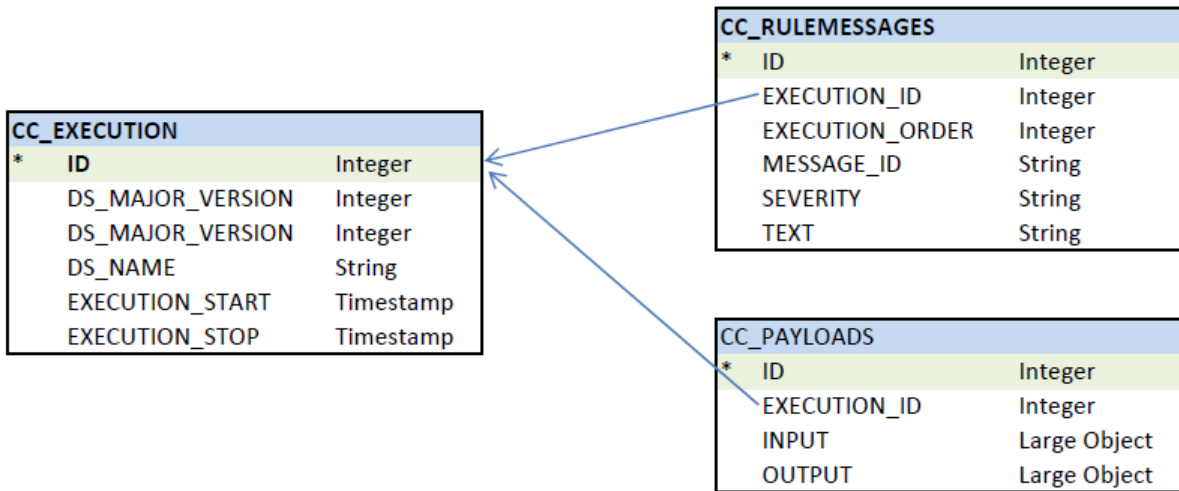 CC_RULEMESSAGES
* ID Integer
EXECUTION_ID Integer
EXECUTION_ORDER Integer
MESSAGE_ID String
SEVERITY String
TEXT String
CC_EXECUTION
* ID Integer
DS_MAJOR_VERSION Integer
DS_MAJOR_VERSION Integer
DS_NAME String
EXECUTION_START Timestamp
EXECUTION_STOP Timestamp
CC_PAYLOADS
* ID Integer
EXECUTION_ID Integer
INPUT Large Object
OUTPUT Large Object